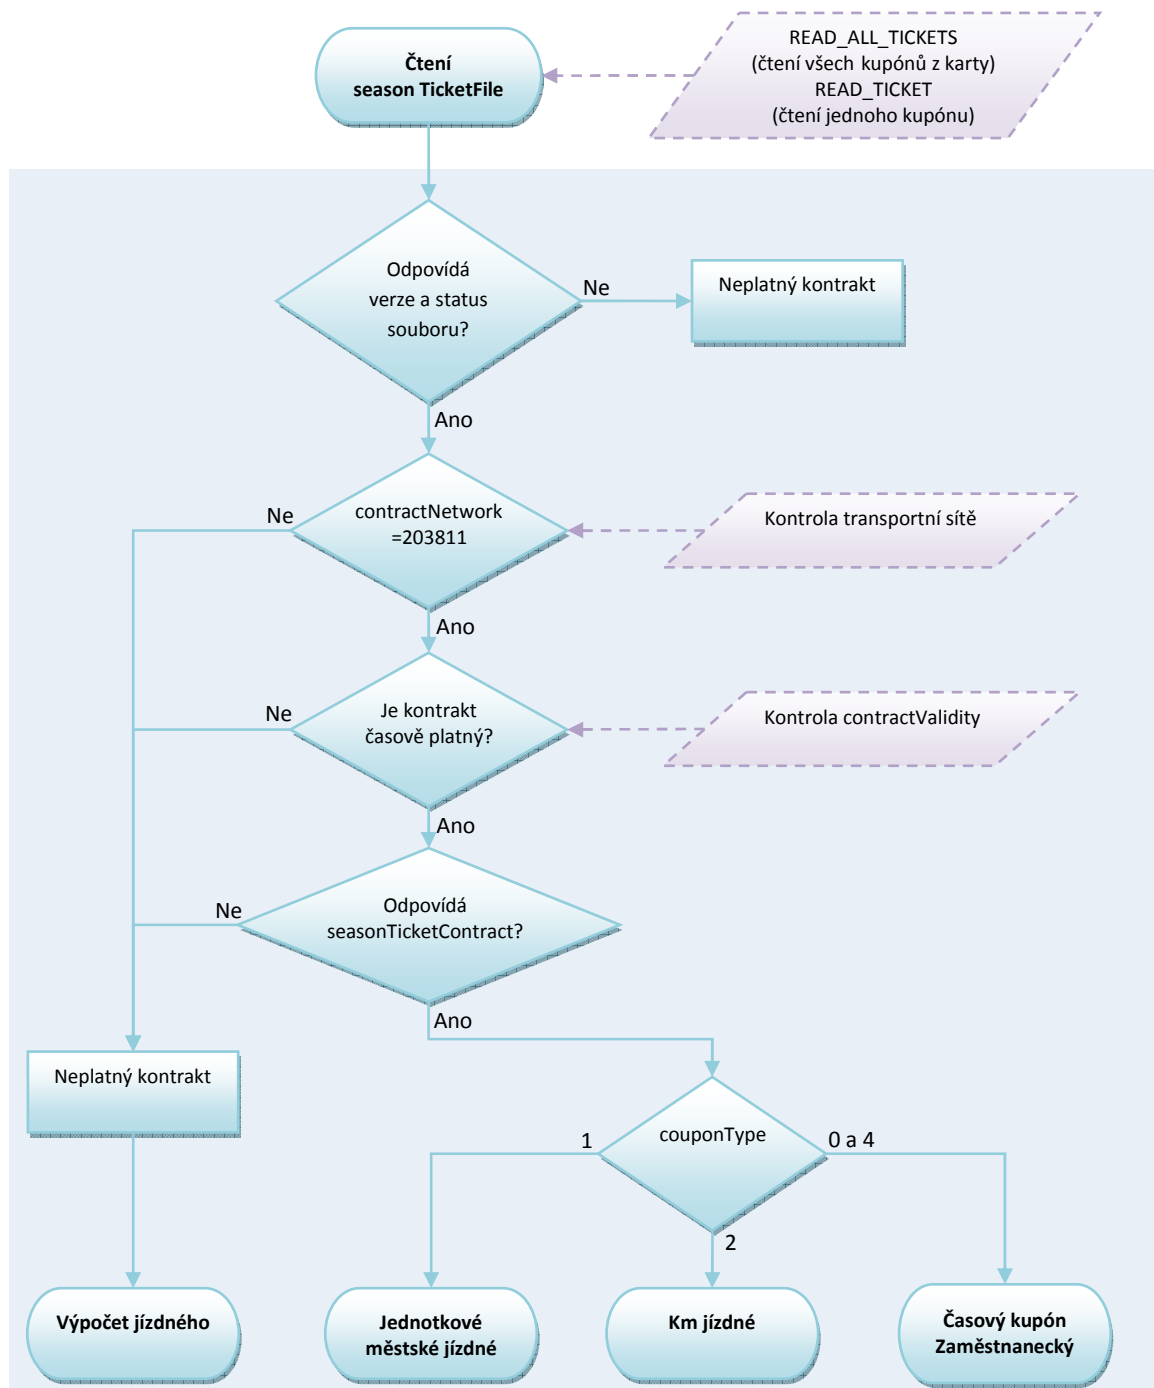 Čtení
season TicketFile
READ_ALL_TICKETS
(čtení všech kupónů z karty)
READ_TICKET
(čtení jednoho kupónu)
Odpovídá
verze a status
souboru?
Ne
Neplatný kontrakt
Ano
Ne
contractNetwork
=203811
Kontrola transportní sítě
Ano
Ne
Je kontrakt
časově platný?
Kontrola contractValidity
Ano
Ne
Odpovídá
seasonTicketContract?
Ano
Neplatný kontrakt
1
couponType
0 a 4
2
Výpočet jízdného
Jednotkové
městské jízdné
Km jízdné
Časový kupón
Zaměstnanecký